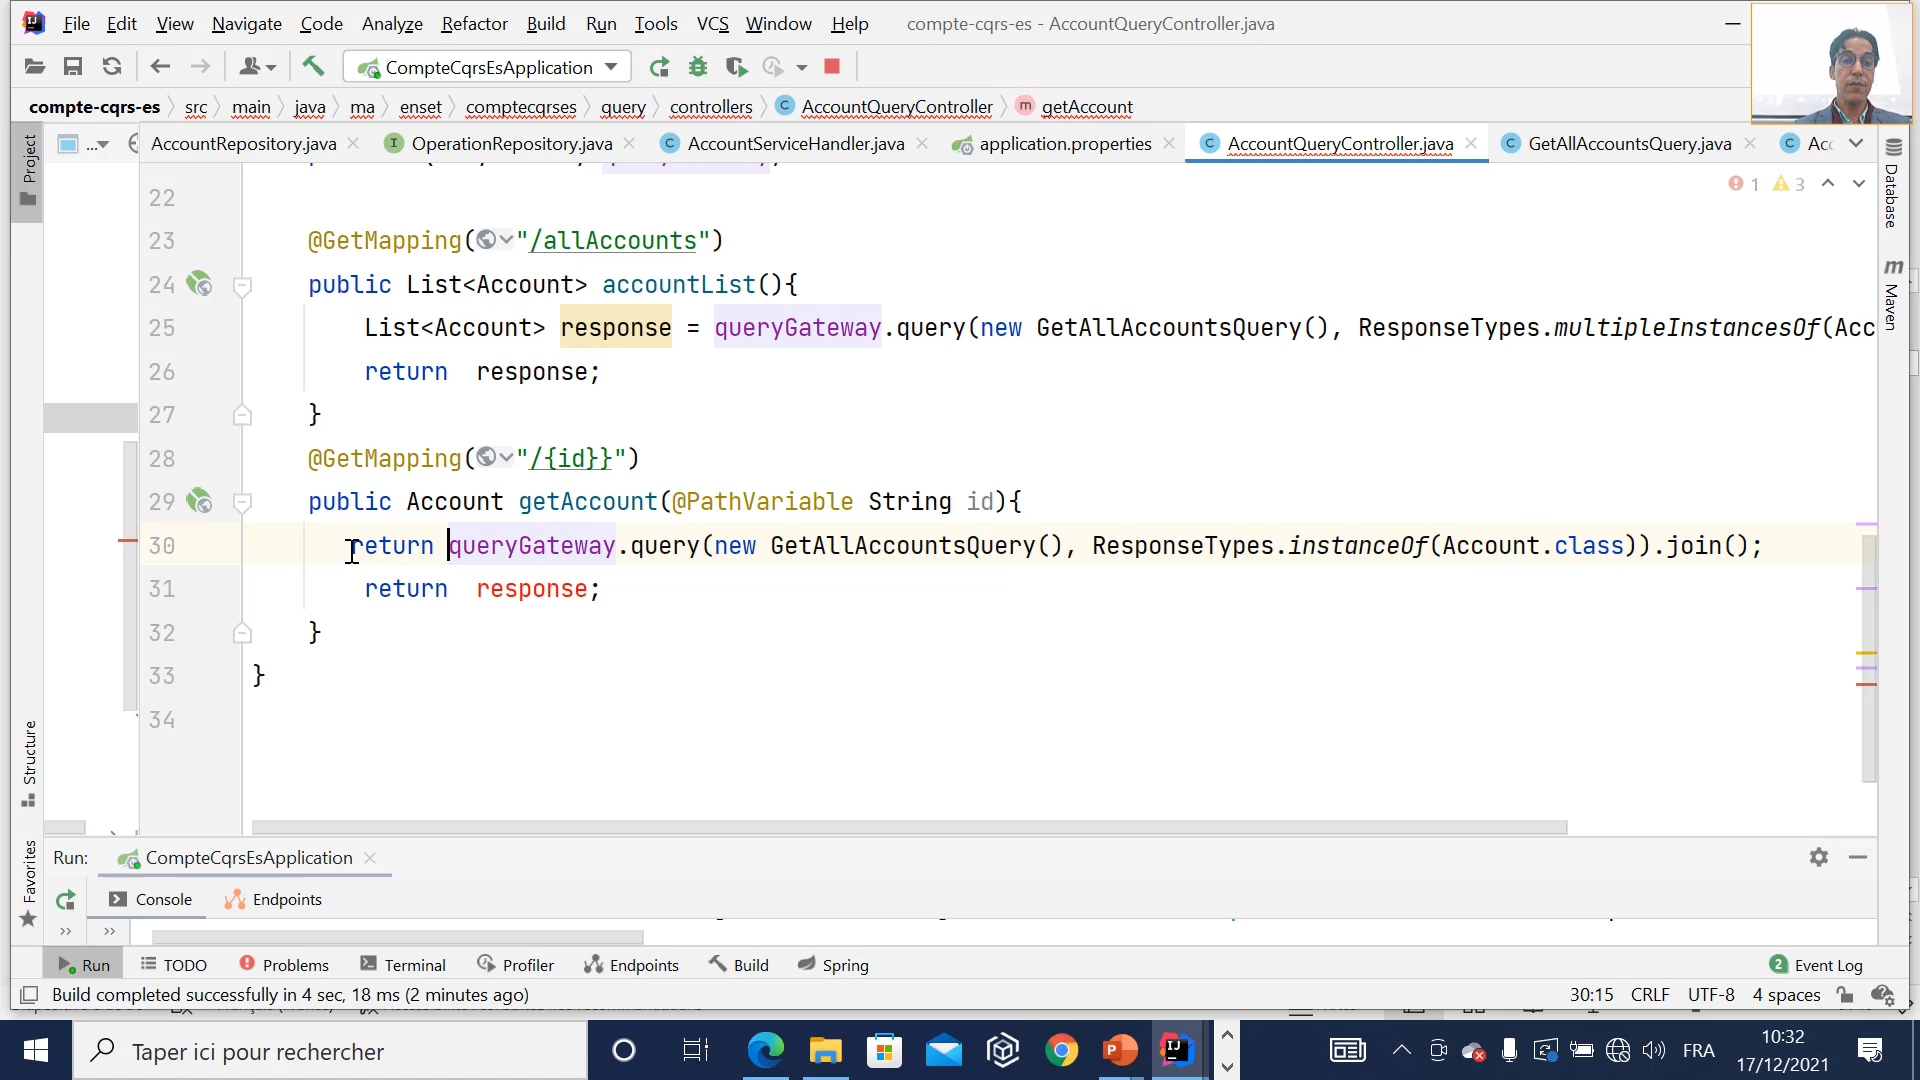 File Edit View Navigate Code Analyze Refactor Build Run Tools VCS Window Help compte-cqrs-es - AccountQueryController.java
CompteCqrsEsApplication
compte-cqrs-es src main java ma enset comptecqrses query controllers AccountQueryController m getAccount
Project
... AccountRepository.java OperationRepository.java AccountServiceHandler.java application.properties AccountQueryController.java GetAllAccountsQuery.java
1 3
22
23 @GetMapping("/allAccounts")
24 public List<Account> accountList(){
25 List<Account> response = queryGateway.query(new GetAllAccountsQuery(), ResponseTypes.multipleInstancesOf(Acc
26 return response;
27 }
28 @GetMapping("/{id}}")
29 public Account getAccount(@PathVariable String id){
30 return queryGateway.query(new GetAllAccountsQuery(), ResponseTypes.instanceOf(Account.class)).join();
31 return response;
32 }
33 }
34
Database
Maven
Structure
Favorites
Run: CompteCqrsEsApplication
Console Endpoints
Run TODO Problems Terminal Profiler Endpoints Build Spring 2 Event Log
Build completed successfully in 4 sec, 18 ms (2 minutes ago) 30:15 CRLF UTF-8 4 spaces
Taper ici pour rechercher
FRA
10:32
17/12/2021